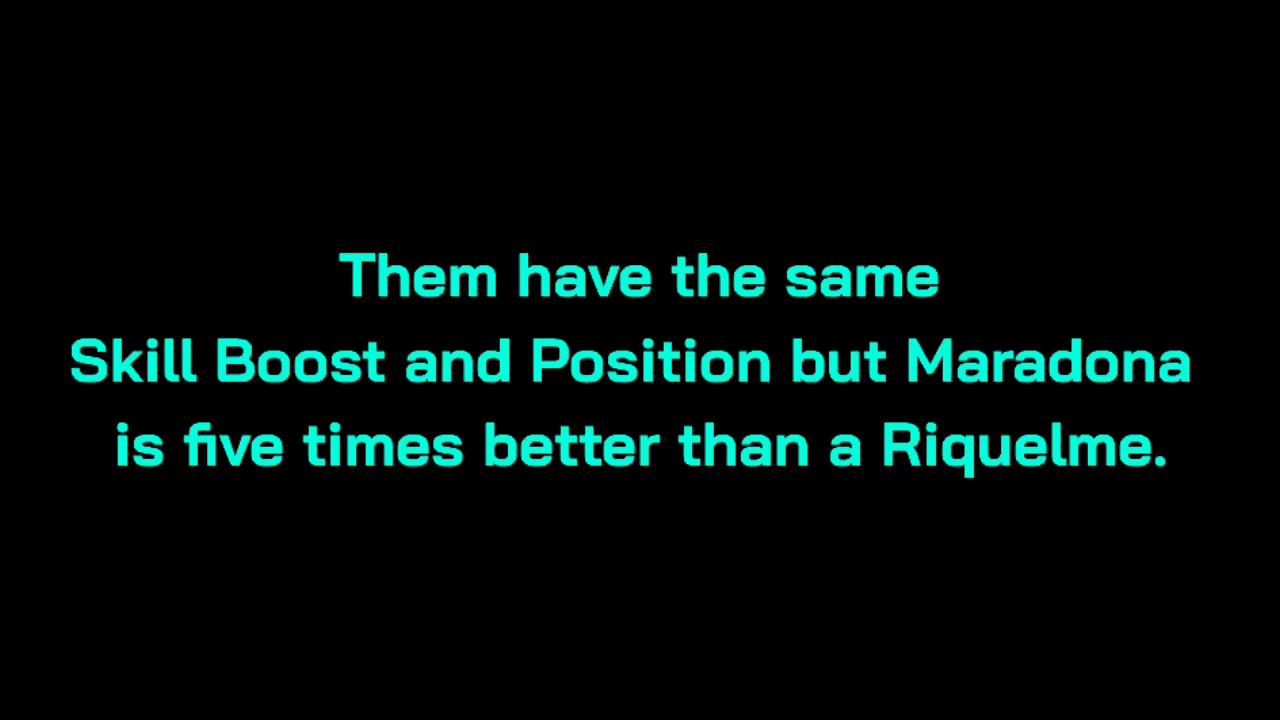 Them have the same
Skill Boost and Position but Maradona
is five times better than a Riquelme.